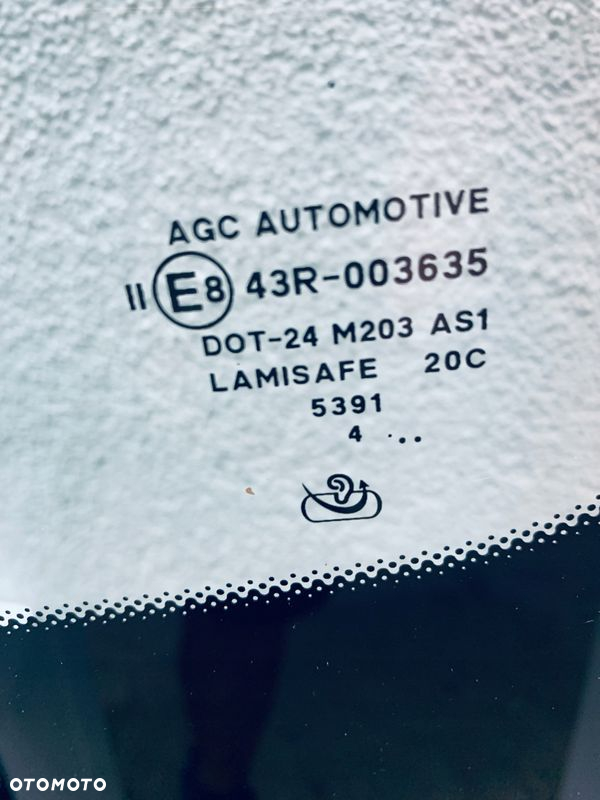 AGC AUTOMOTIVE
II E8 43R-003635
DOT-24 M203 AS1
LAMISAFE 20C
5391
4 ...
OTOMOTO